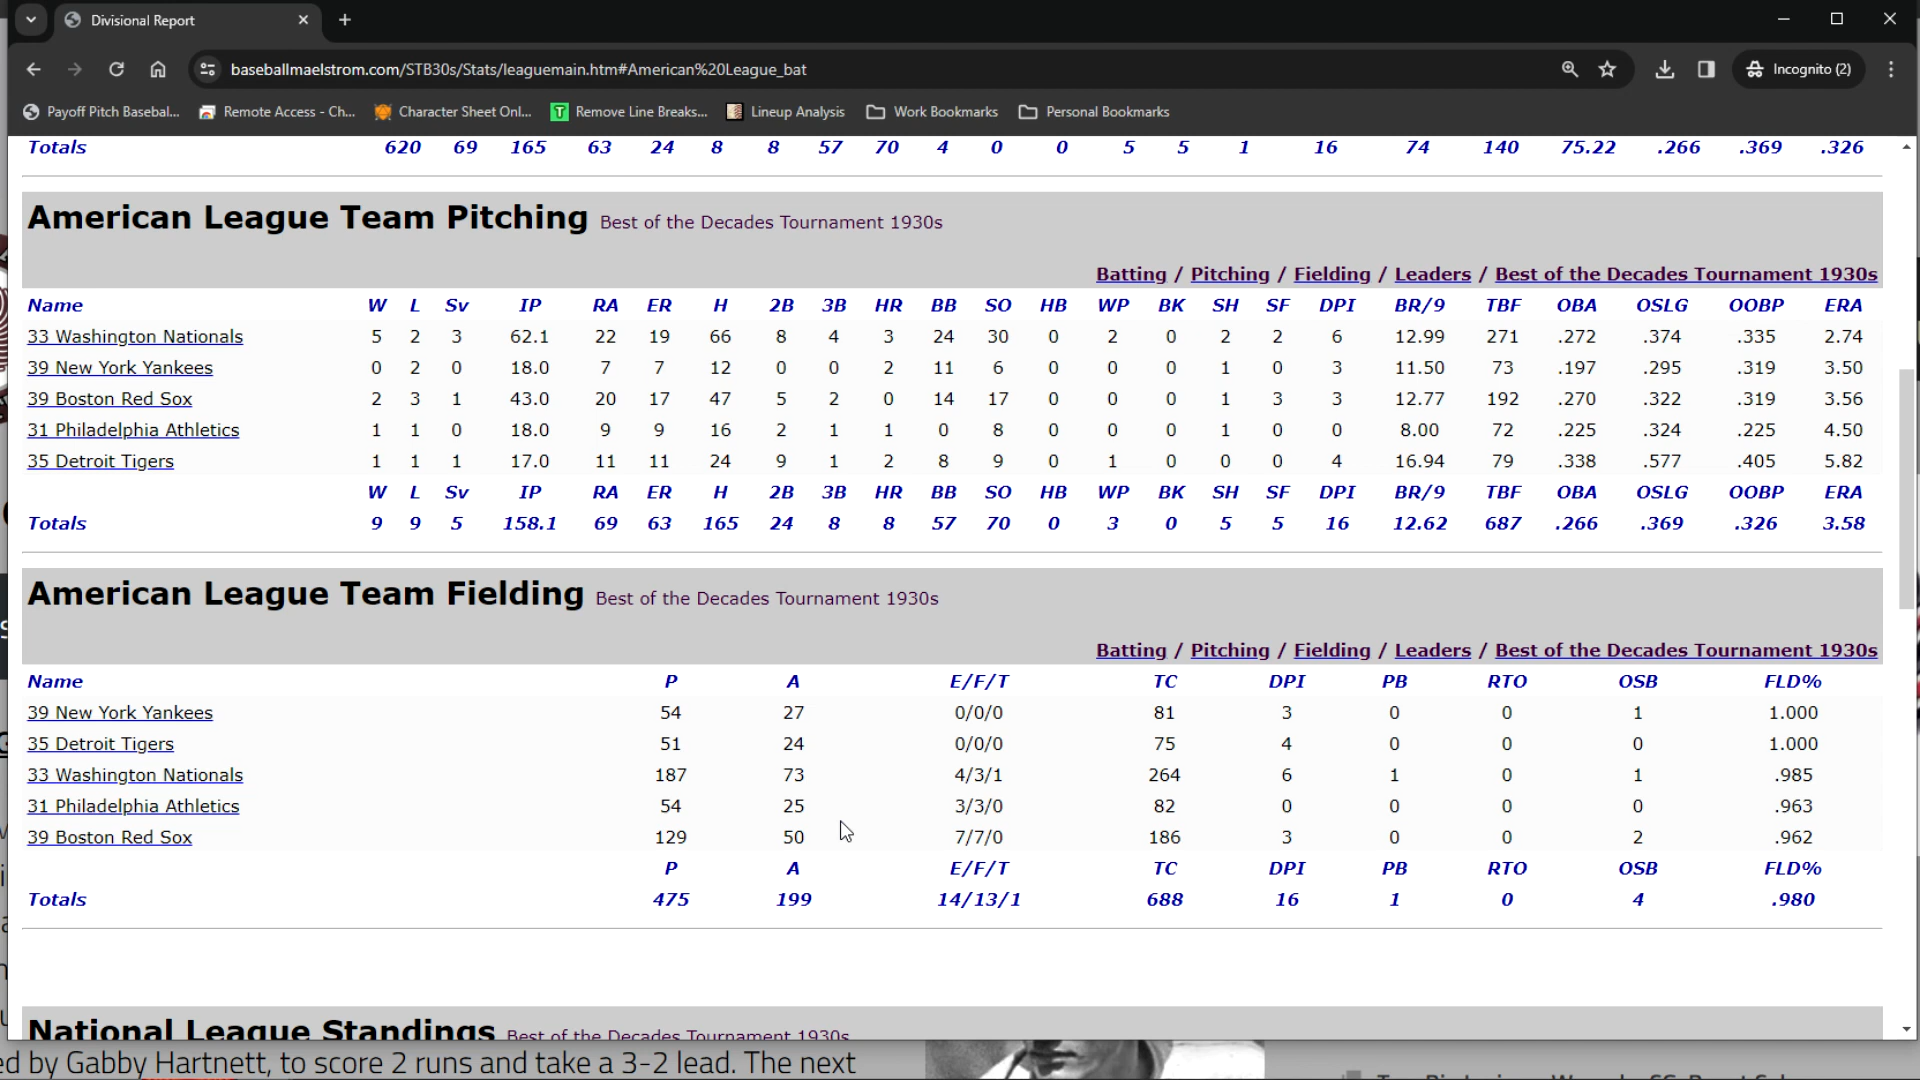 Divisional Report
baseballmaelstrom.com/STB30s/Stats/leaguemain.htm#American%20League_bat
Incognito (2)
Payoff Pitch Basebal... Remote Access - Ch... Character Sheet Onl... Remove Line Breaks... Lineup Analysis Work Bookmarks Personal Bookmarks
Totals 620 69 165 63 24 8 8 57 70 4 0 0 5 5 1 16 74 140 75.22 .266 .369 .326
American League Team Pitching Best of the Decades Tournament 1930s
Batting / Pitching / Fielding / Leaders / Best of the Decades Tournament 1930s
Name W L Sv IP RA ER H 2B 3B HR BB SO HB WP BK SH SF DPI BR/9 TBF OBA OSLG OOBP ERA
33 Washington Nationals 5 2 3 62.1 22 19 66 8 4 3 24 30 0 2 0 2 2 6 12.99 271 .272 .374 .335 2.74
39 New York Yankees 0 2 0 18.0 7 7 12 0 0 2 11 6 0 0 0 1 0 3 11.50 73 .197 .295 .319 3.50
39 Boston Red Sox 2 3 1 43.0 20 17 47 5 2 0 14 17 0 0 0 1 3 3 12.77 192 .270 .322 .319 3.56
31 Philadelphia Athletics 1 1 0 18.0 9 9 16 2 1 1 0 8 0 0 0 1 0 0 8.00 72 .225 .324 .225 4.50
35 Detroit Tigers 1 1 1 17.0 11 11 24 9 1 2 8 9 0 1 0 0 0 4 16.94 79 .338 .577 .405 5.82
W L Sv IP RA ER H 2B 3B HR BB SO HB WP BK SH SF DPI BR/9 TBF OBA OSLG OOBP ERA
Totals 9 9 5 158.1 69 63 165 24 8 8 57 70 0 3 0 5 5 16 12.62 687 .266 .369 .326 3.58
American League Team Fielding Best of the Decades Tournament 1930s
Batting / Pitching / Fielding / Leaders / Best of the Decades Tournament 1930s
Name P A E/F/T TC DPI PB RTO OSB FLD%
39 New York Yankees 54 27 0/0/0 81 3 0 0 1 1.000
35 Detroit Tigers 51 24 0/0/0 75 4 0 0 0 1.000
33 Washington Nationals 187 73 4/3/1 264 6 1 0 1 .985
31 Philadelphia Athletics 54 25 3/3/0 82 0 0 0 0 .963
39 Boston Red Sox 129 50 7/7/0 186 3 0 0 2 .962
P A E/F/T TC DPI PB RTO OSB FLD%
Totals 475 199 14/13/1 688 16 1 0 4 .980
National League Standings Best of the Decades Tournament 1930s
ed by Gabby Hartnett, to score 2 runs and take a 3-2 lead. The next